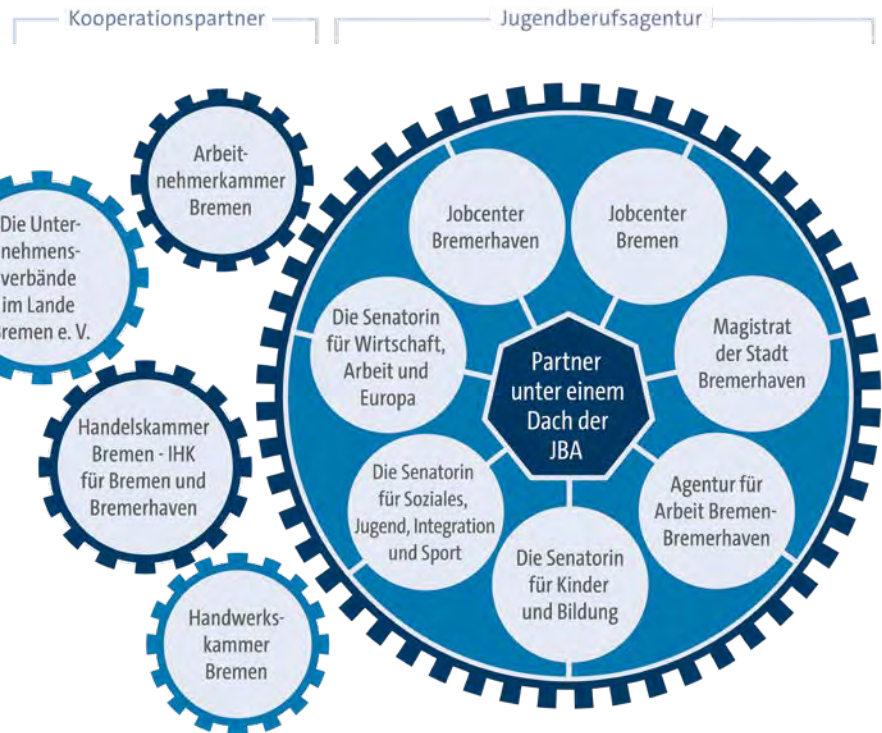 Kooperationspartner
Jugendberufsagentur
Arbeit-
nehmerkammer
Bremen
Die Unter-
nehmens-
verbände
im Lande
Bremen e. V.
Handelskammer
Bremen - IHK
für Bremen und
Bremerhaven
Handwerks-
kammer
Bremen
Jobcenter
Bremerhaven
Jobcenter
Bremen
Die Senatorin
für Wirtschaft,
Arbeit und
Europa
Magistrat
der Stadt
Bremerhaven
Partner
unter einem
Dach der
JBA
Die Senatorin
für Soziales,
Jugend, Integration
und Sport
Agentur für
Arbeit Bremen-
Bremerhaven
Die Senatorin
für Kinder
und Bildung